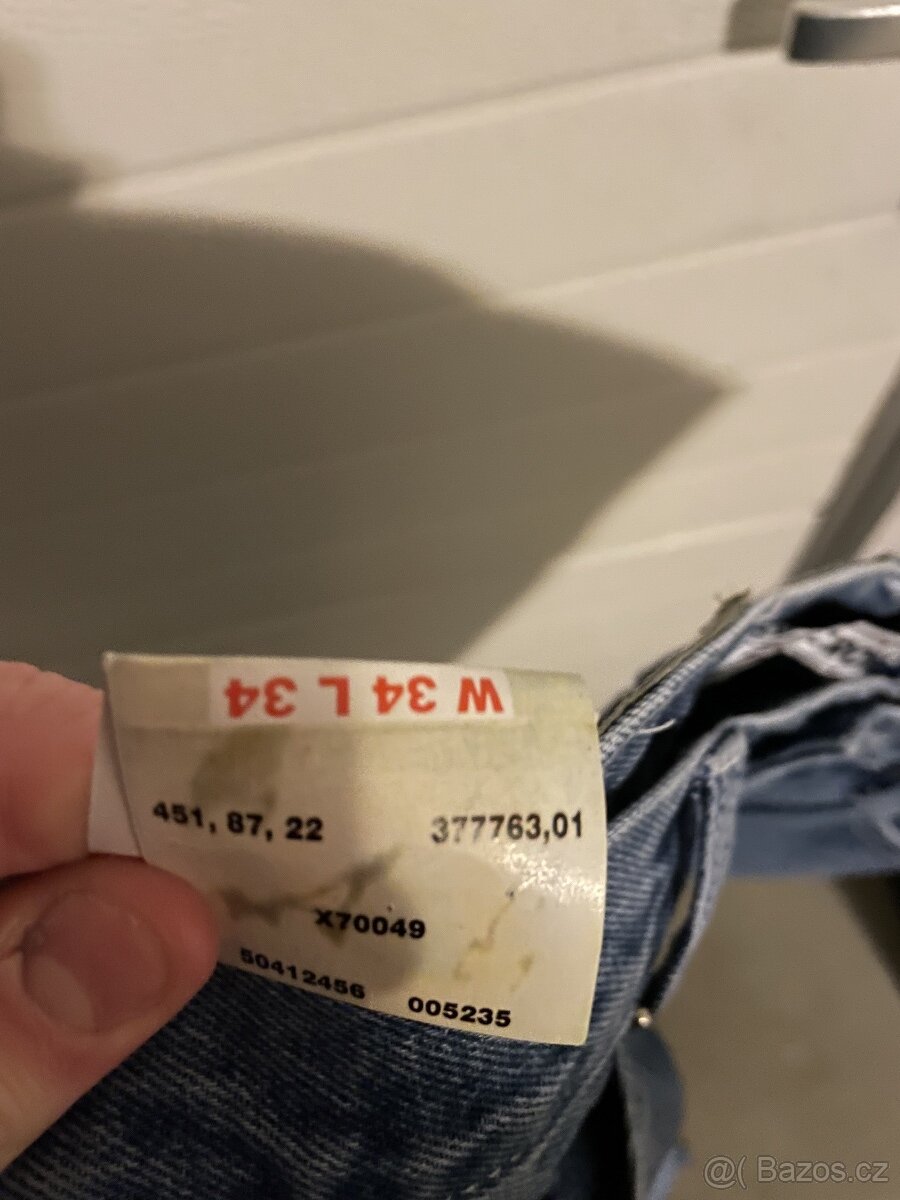 W 34 L 34
451, 87, 22 377763,01
X70049
50412456 005235
@( Bazos.cz